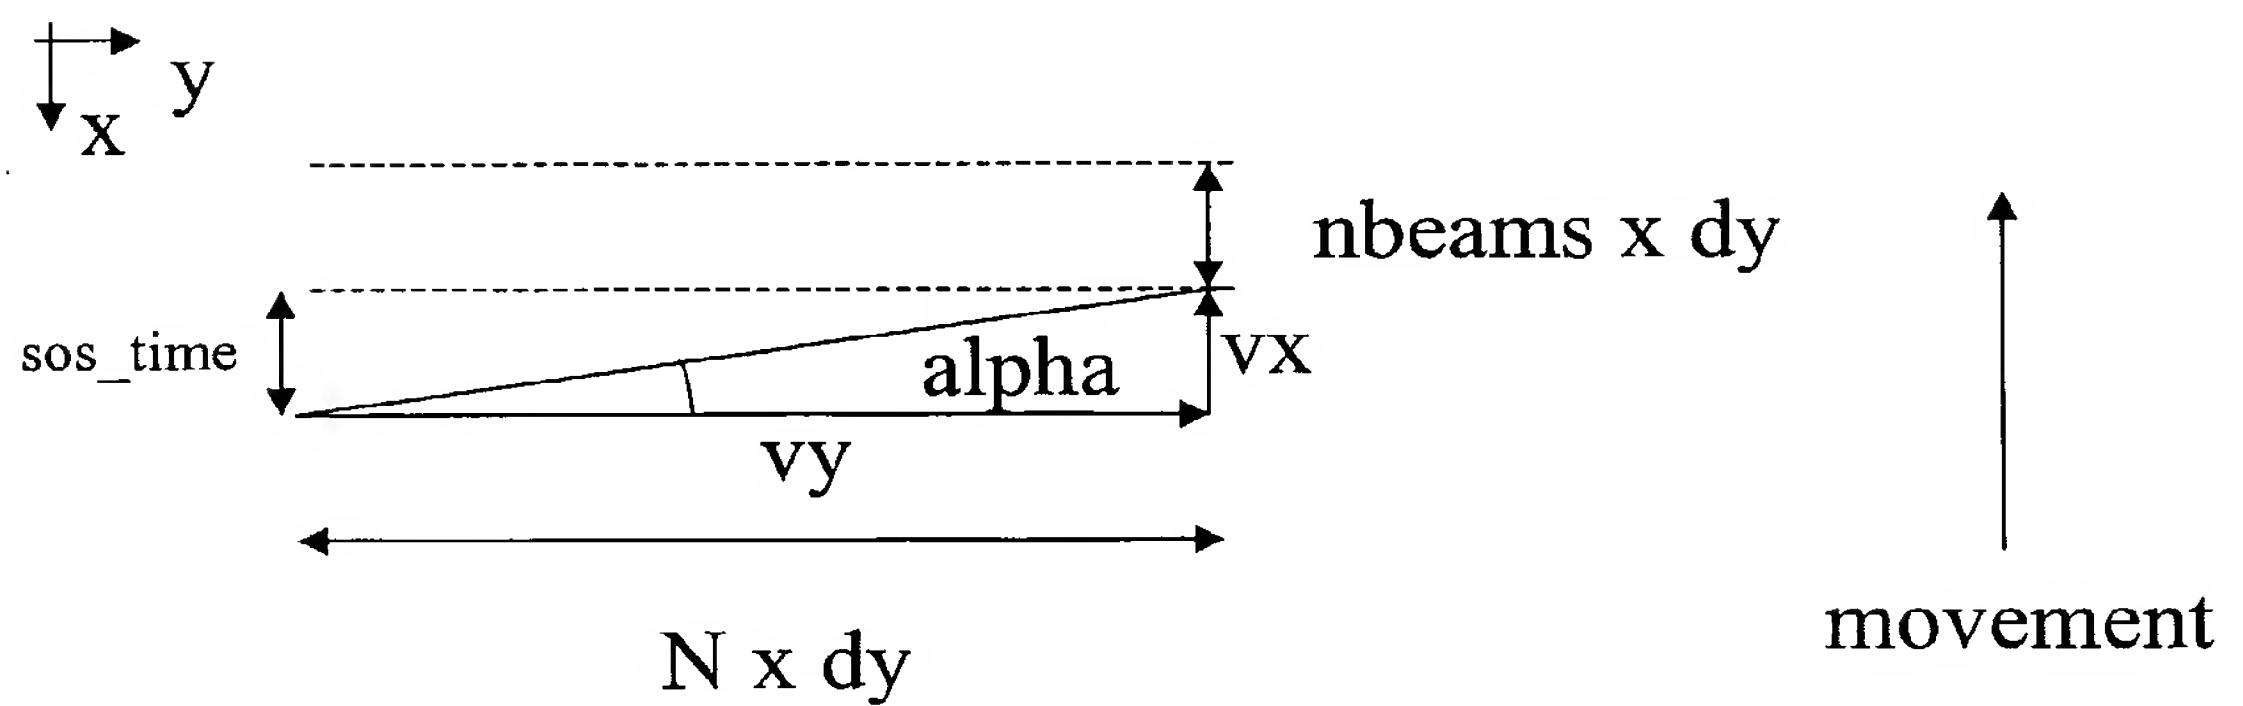 y
x
nbeams x dy
sos_time
alpha
vx
vy
N x dy
movement